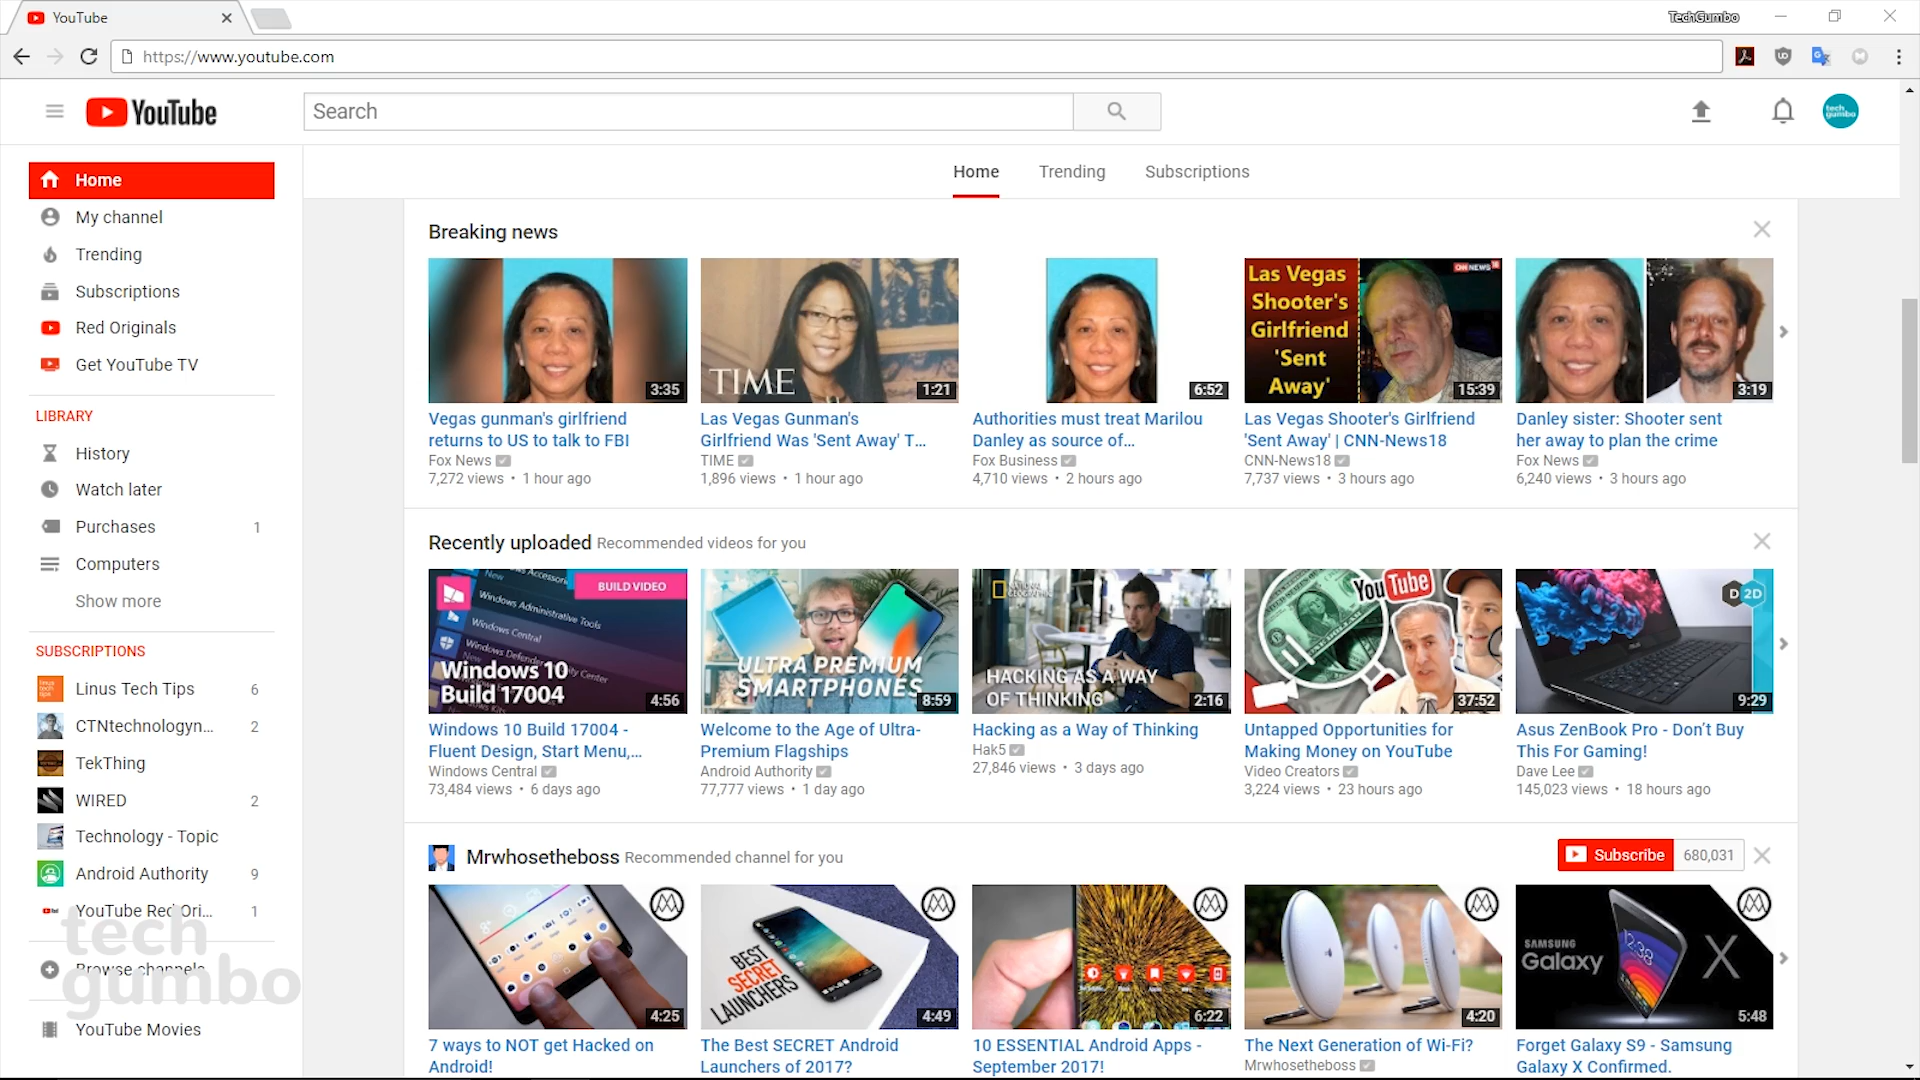 YouTube
TechGumbo
https://www.youtube.com
YouTube
Search
tech
gumbo
Home
Trending
Subscriptions
Home
My channel
Trending
Subscriptions
Red Originals
Get YouTube TV
LIBRARY
History
Watch later
Purchases 1
Computers
Show more
SUBSCRIPTIONS
Linus Tech Tips 6
CTNtechnologyn... 2
TekThing
WIRED 2
Technology - Topic
Android Authority 9
YouTube Red Ori... 1
Browse channels
YouTube Movies
tech
gumbo
Breaking news
3:35
TIME
1:21
6:52
Las Vegas
Shooter's
Girlfriend
'Sent
Away'
15:39
3:19
Vegas gunman's girlfriend
returns to US to talk to FBI
Fox News
7,272 views • 1 hour ago
Las Vegas Gunman's
Girlfriend Was 'Sent Away' T...
TIME
1,896 views • 1 hour ago
Authorities must treat Marilou
Danley as source of...
Fox Business
4,710 views • 2 hours ago
Las Vegas Shooter's Girlfriend
'Sent Away' | CNN-News18
CNN-News18
7,737 views • 3 hours ago
Danley sister: Shooter sent
her away to plan the crime
Fox News
6,240 views • 3 hours ago
Recently uploaded Recommended videos for you
BUILD VIDEO
New
Windows Administrative Tools
Windows Central
Windows 10
Build 17004
4:56
ULTRA PREMIUM
SMARTPHONES
8:59
NATIONAL
GEOGRAPHIC
HACKING AS A WAY
OF THINKING
2:16
YouTube
37:52
D 2D
9:29
Windows 10 Build 17004 -
Fluent Design, Start Menu,...
Windows Central
73,484 views • 6 days ago
Welcome to the Age of Ultra-
Premium Flagships
Android Authority
77,777 views • 1 day ago
Hacking as a Way of Thinking
Hak5
27,846 views • 3 days ago
Untapped Opportunities for
Making Money on YouTube
Video Creators
3,224 views • 23 hours ago
Asus ZenBook Pro - Don't Buy
This For Gaming!
Dave Lee
145,023 views • 18 hours ago
Mrwhosetheboss Recommended channel for you
Subscribe 680,031
4:25
BEST
SECRET
LAUNCHERS
4:49
6:22
4:20
SAMSUNG
Galaxy X
12:38
5:48
7 ways to NOT get Hacked on
Android!
The Best SECRET Android
Launchers of 2017?
10 ESSENTIAL Android Apps -
September 2017!
The Next Generation of Wi-Fi?
Mrwhosetheboss
Forget Galaxy S9 - Samsung
Galaxy X Confirmed.